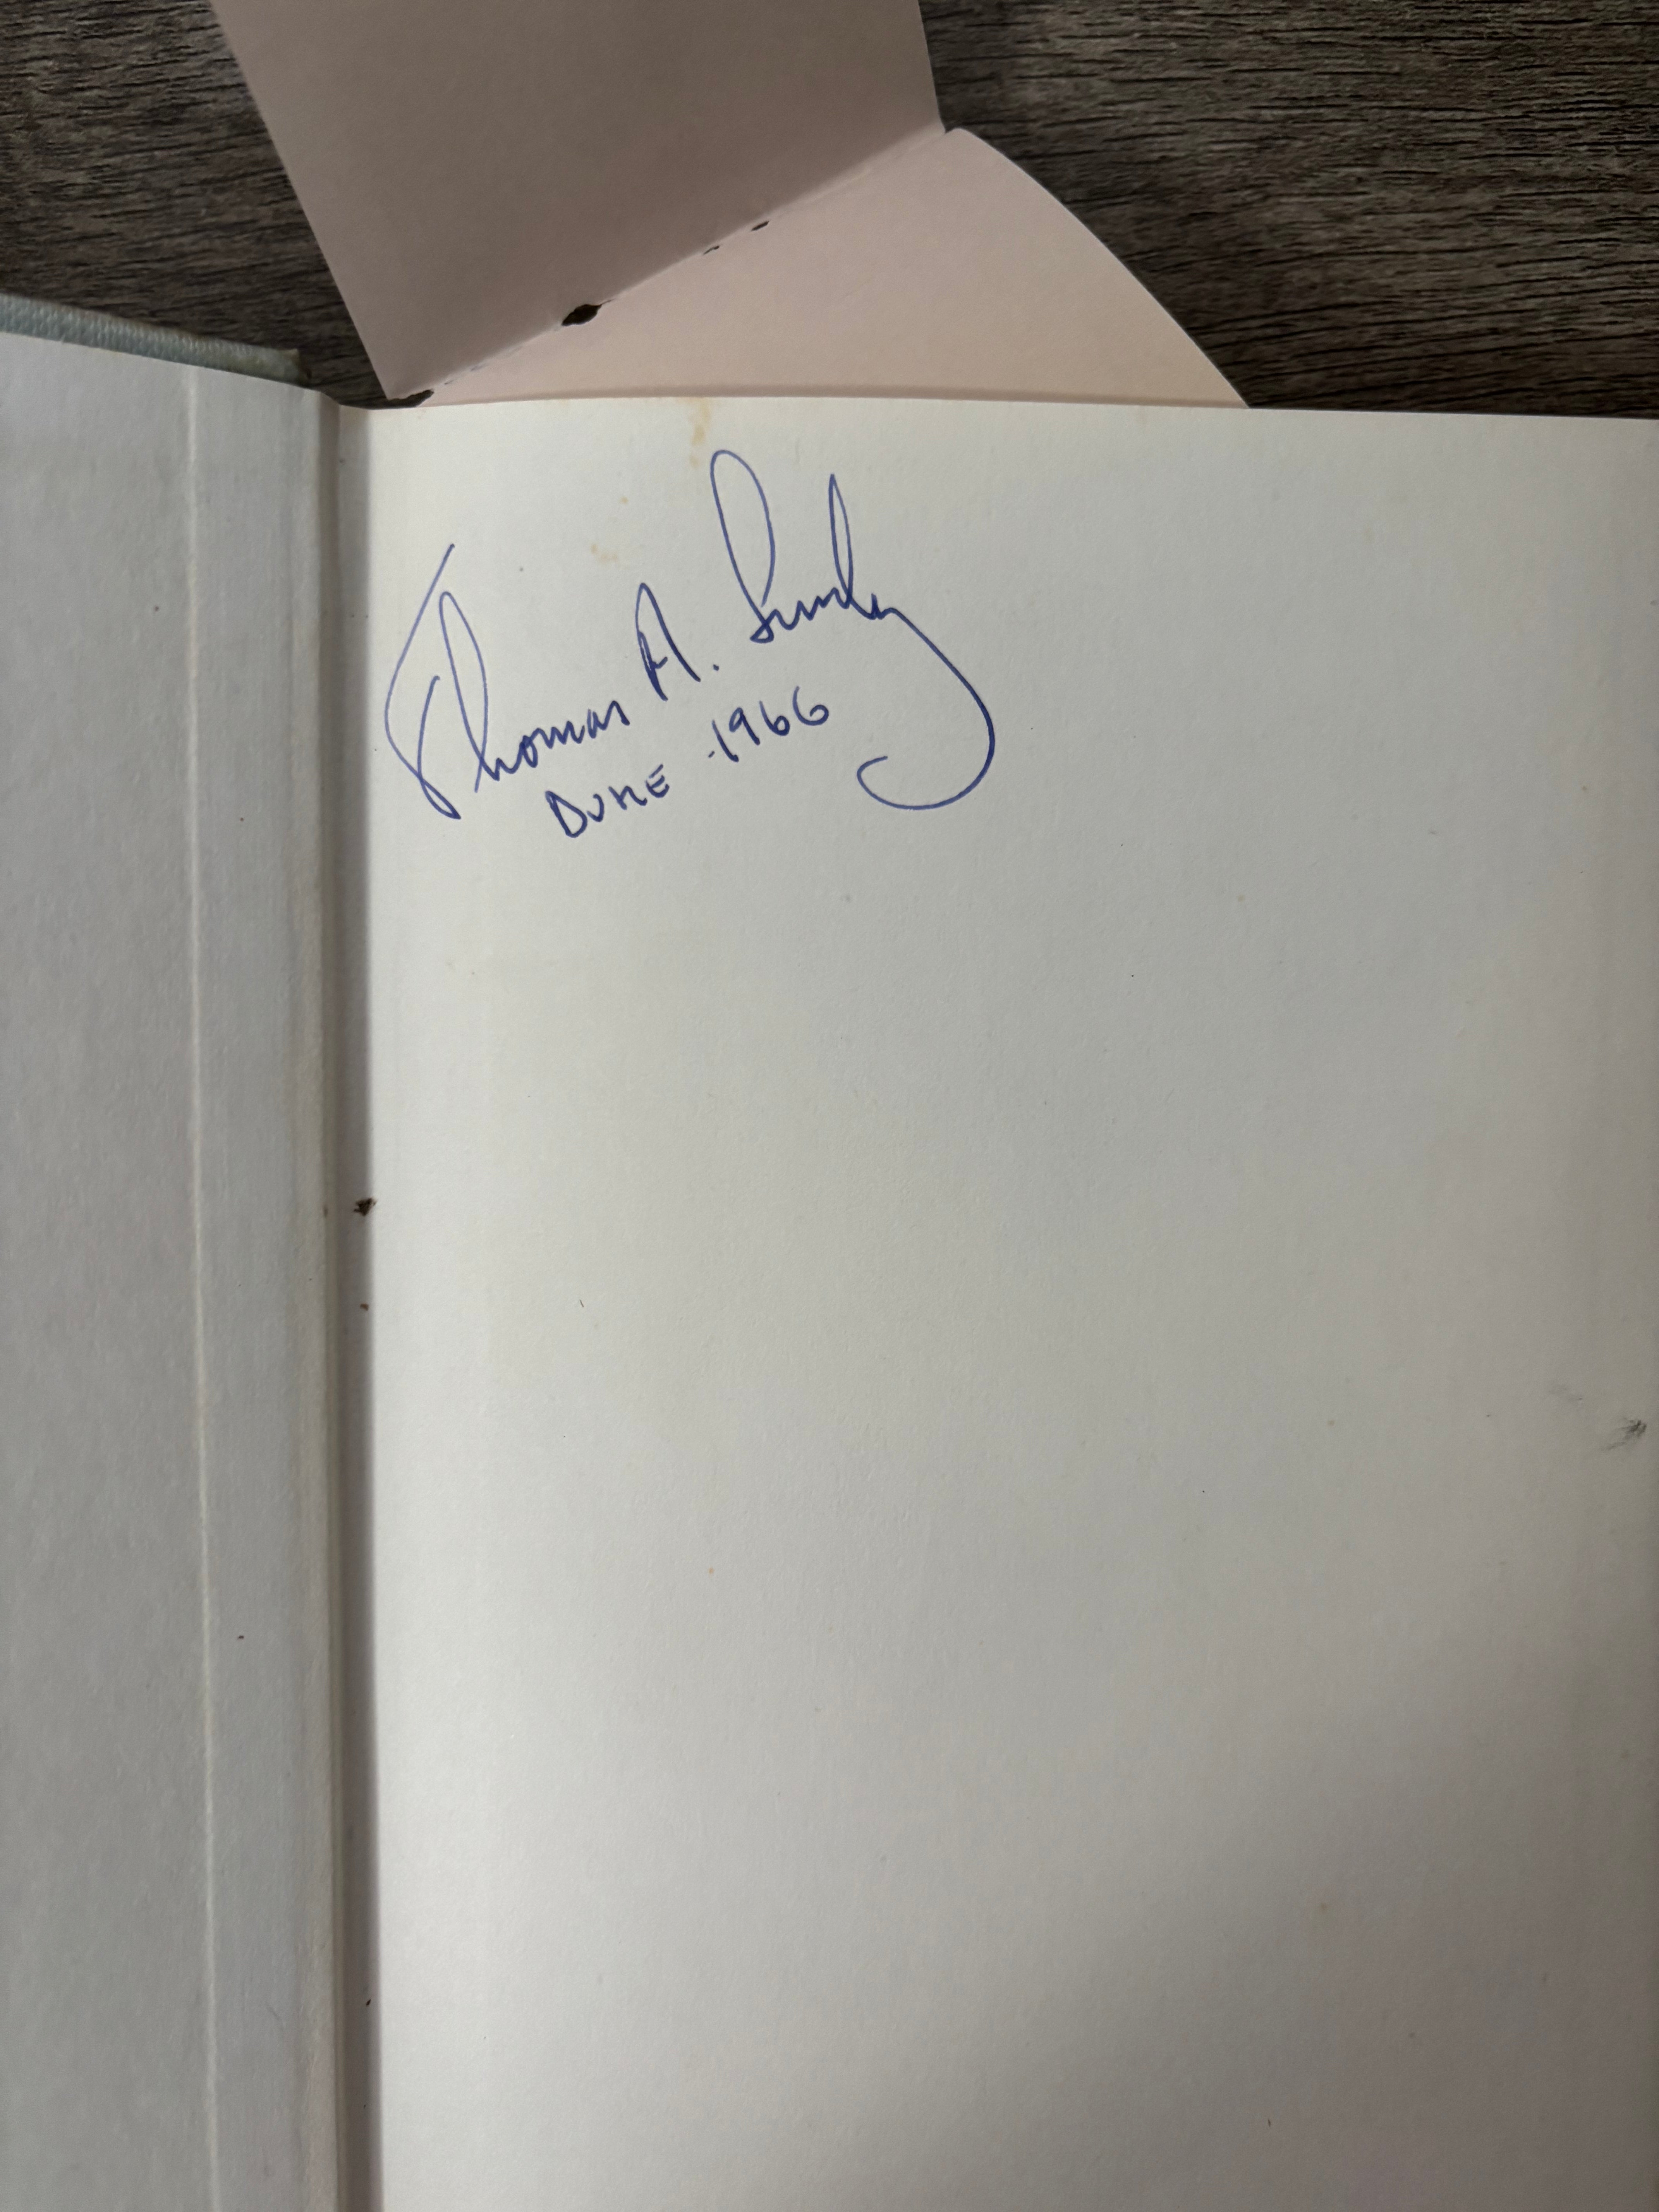 Thomas A.
DUKE - 1966